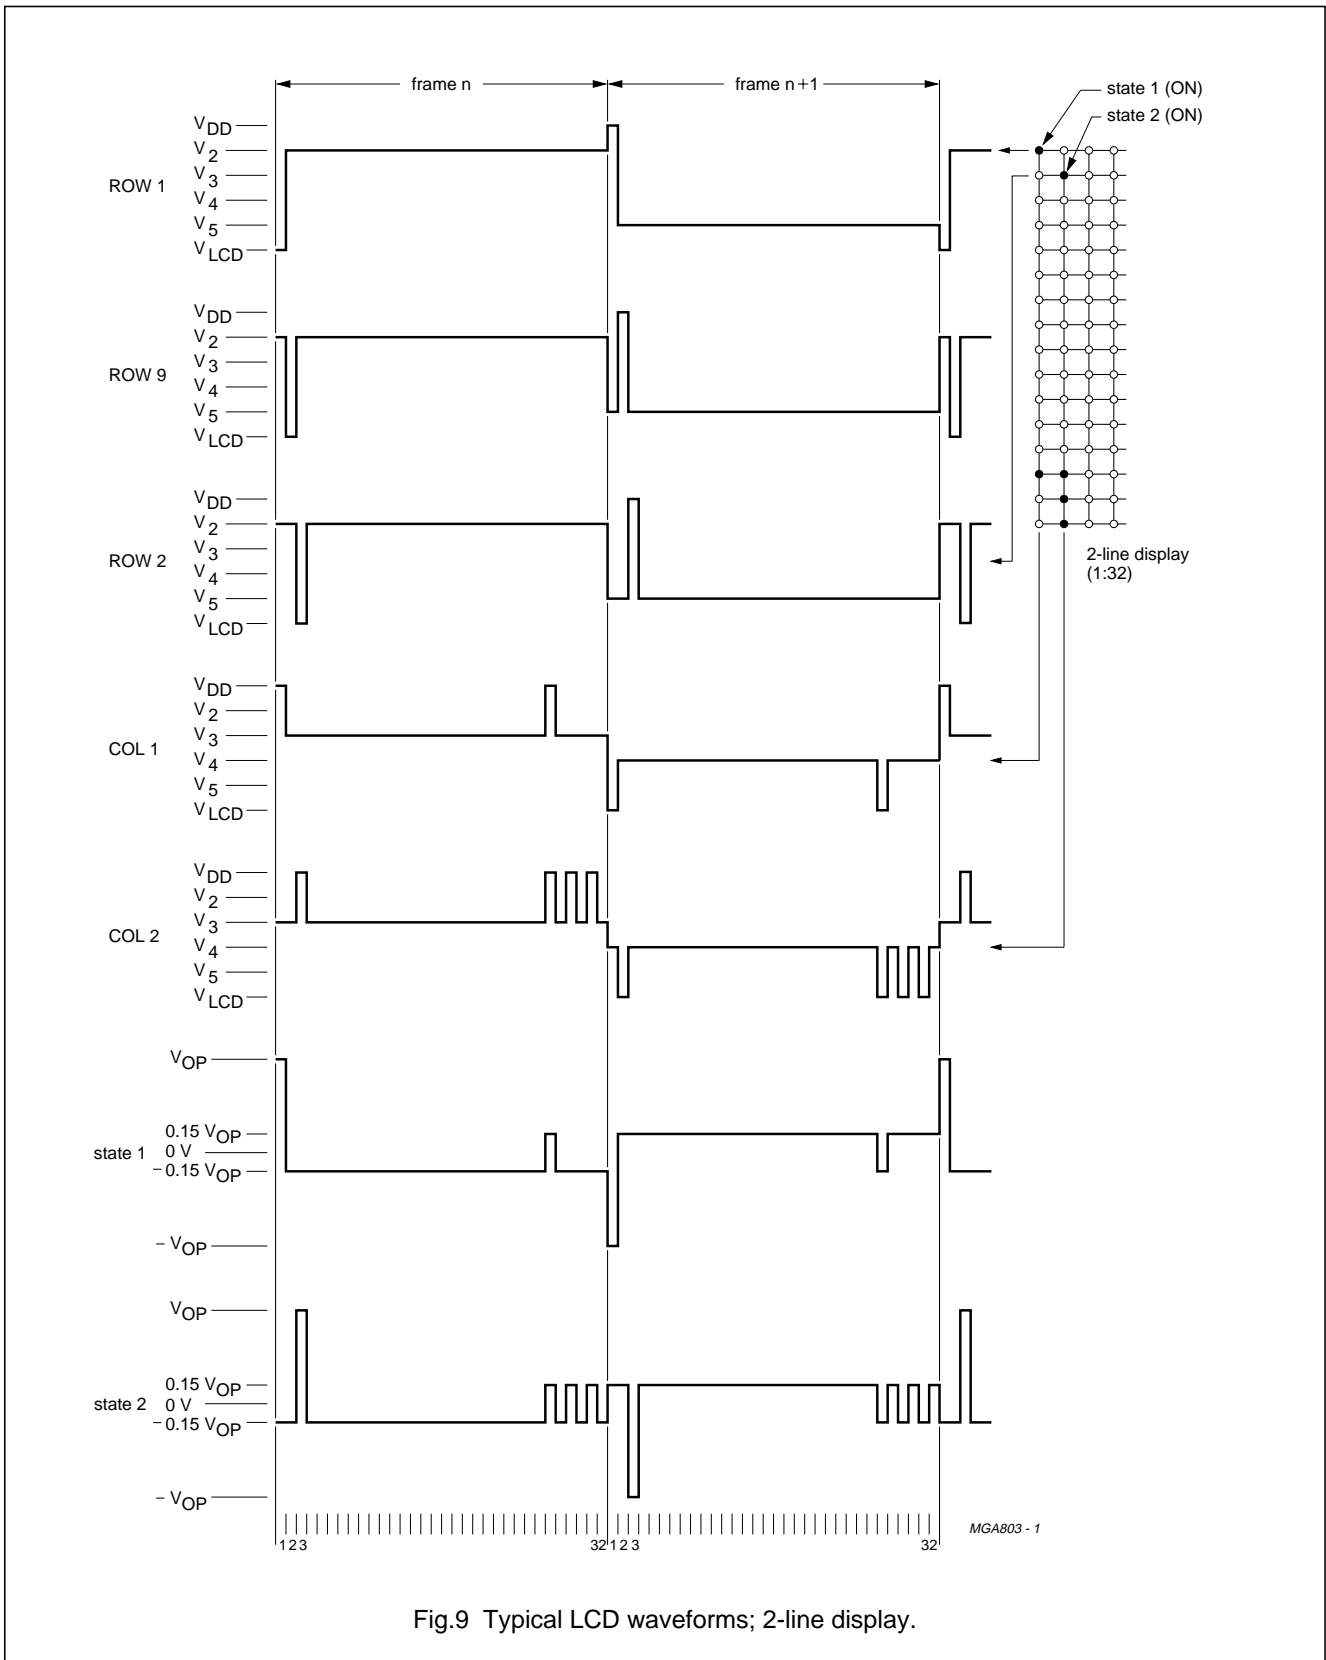 frame n
frame n+1
state 1 (ON)
state 2 (ON)
ROW 1
VDD
V2
V3
V4
V5
VLCD
ROW 9
VDD
V2
V3
V4
V5
VLCD
ROW 2
VDD
V2
V3
V4
V5
VLCD
2-line display
(1:32)
COL 1
VDD
V2
V3
V4
V5
VLCD
COL 2
VDD
V2
V3
V4
V5
VLCD
state 1
VOP
0.15 VOP
0 V
−0.15 VOP
−VOP
state 2
VOP
0.15 VOP
0 V
−0.15 VOP
−VOP
1 2 3
32
1 2 3
32
MGA803 - 1
Fig.9 Typical LCD waveforms; 2-line display.